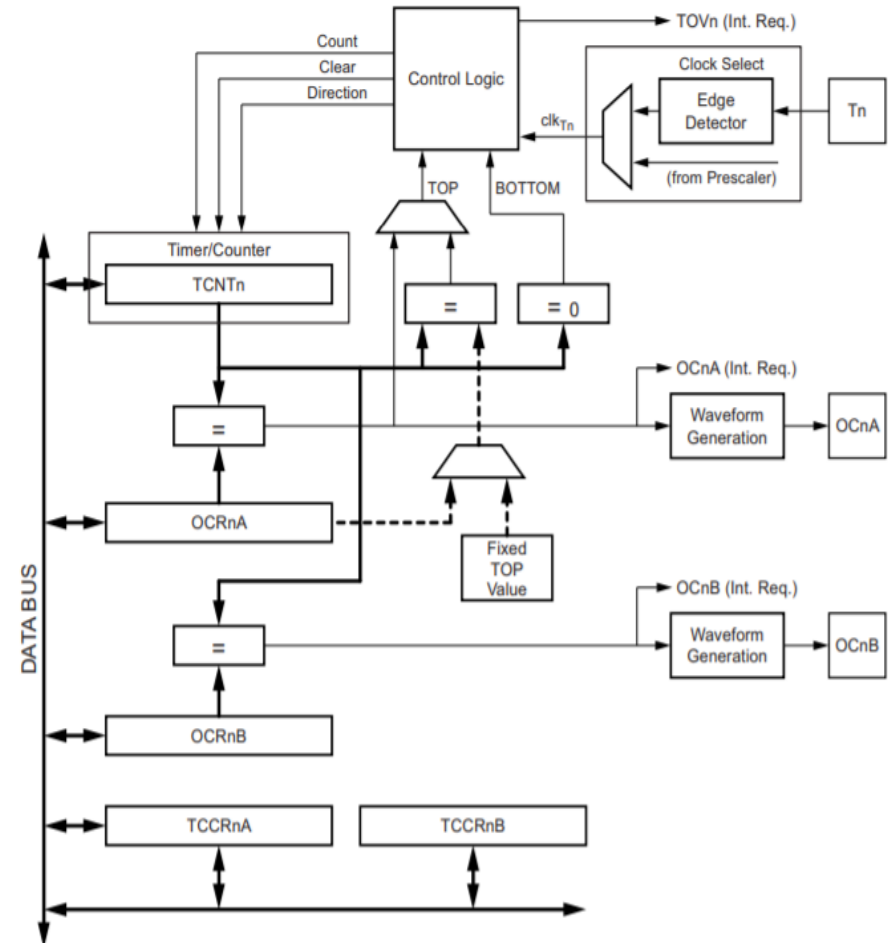 Count
Clear
Direction
Control Logic
TOVn (Int. Req.)
Clock Select
Edge
Detector
Tn
clkTn
(from Prescaler)
TOP
BOTTOM
Timer/Counter
TCNTn
=
= 0
OCnA (Int. Req.)
=
Waveform
Generation
OCnA
OCRnA
Fixed
TOP
Value
DATA BUS
OCnB (Int. Req.)
=
Waveform
Generation
OCnB
OCRnB
TCCRnA
TCCRnB